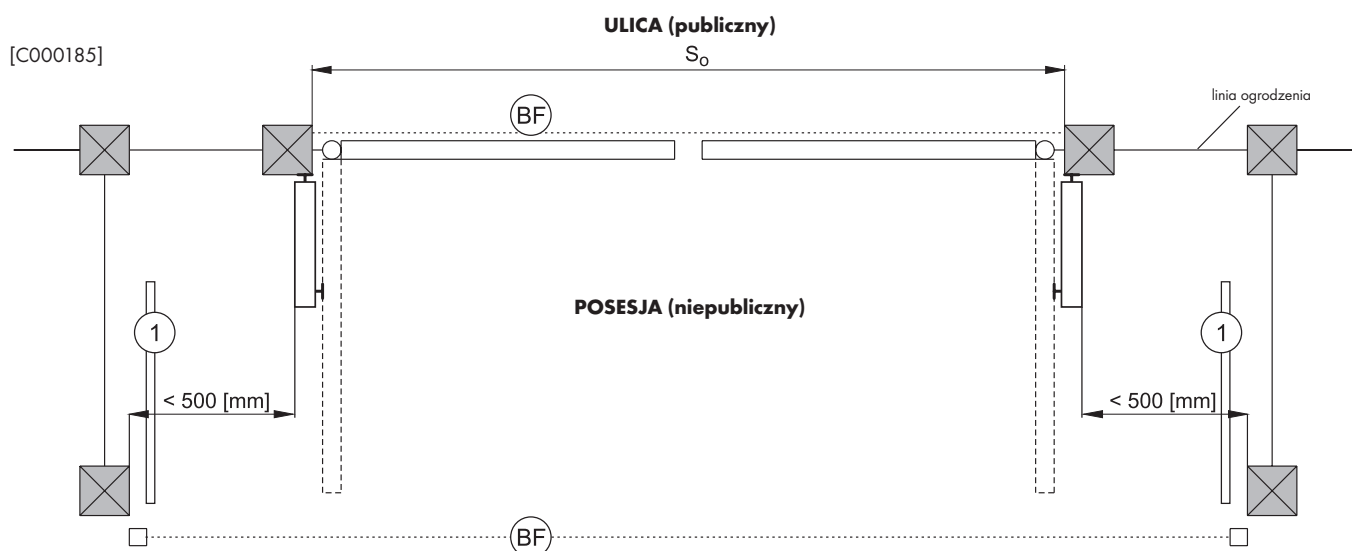 ULICA (publiczny)
[C000185]
So
linia ogrodzenia
BF
POSESJA (niepubliczny)
1
1
< 500 [mm]
< 500 [mm]
BF